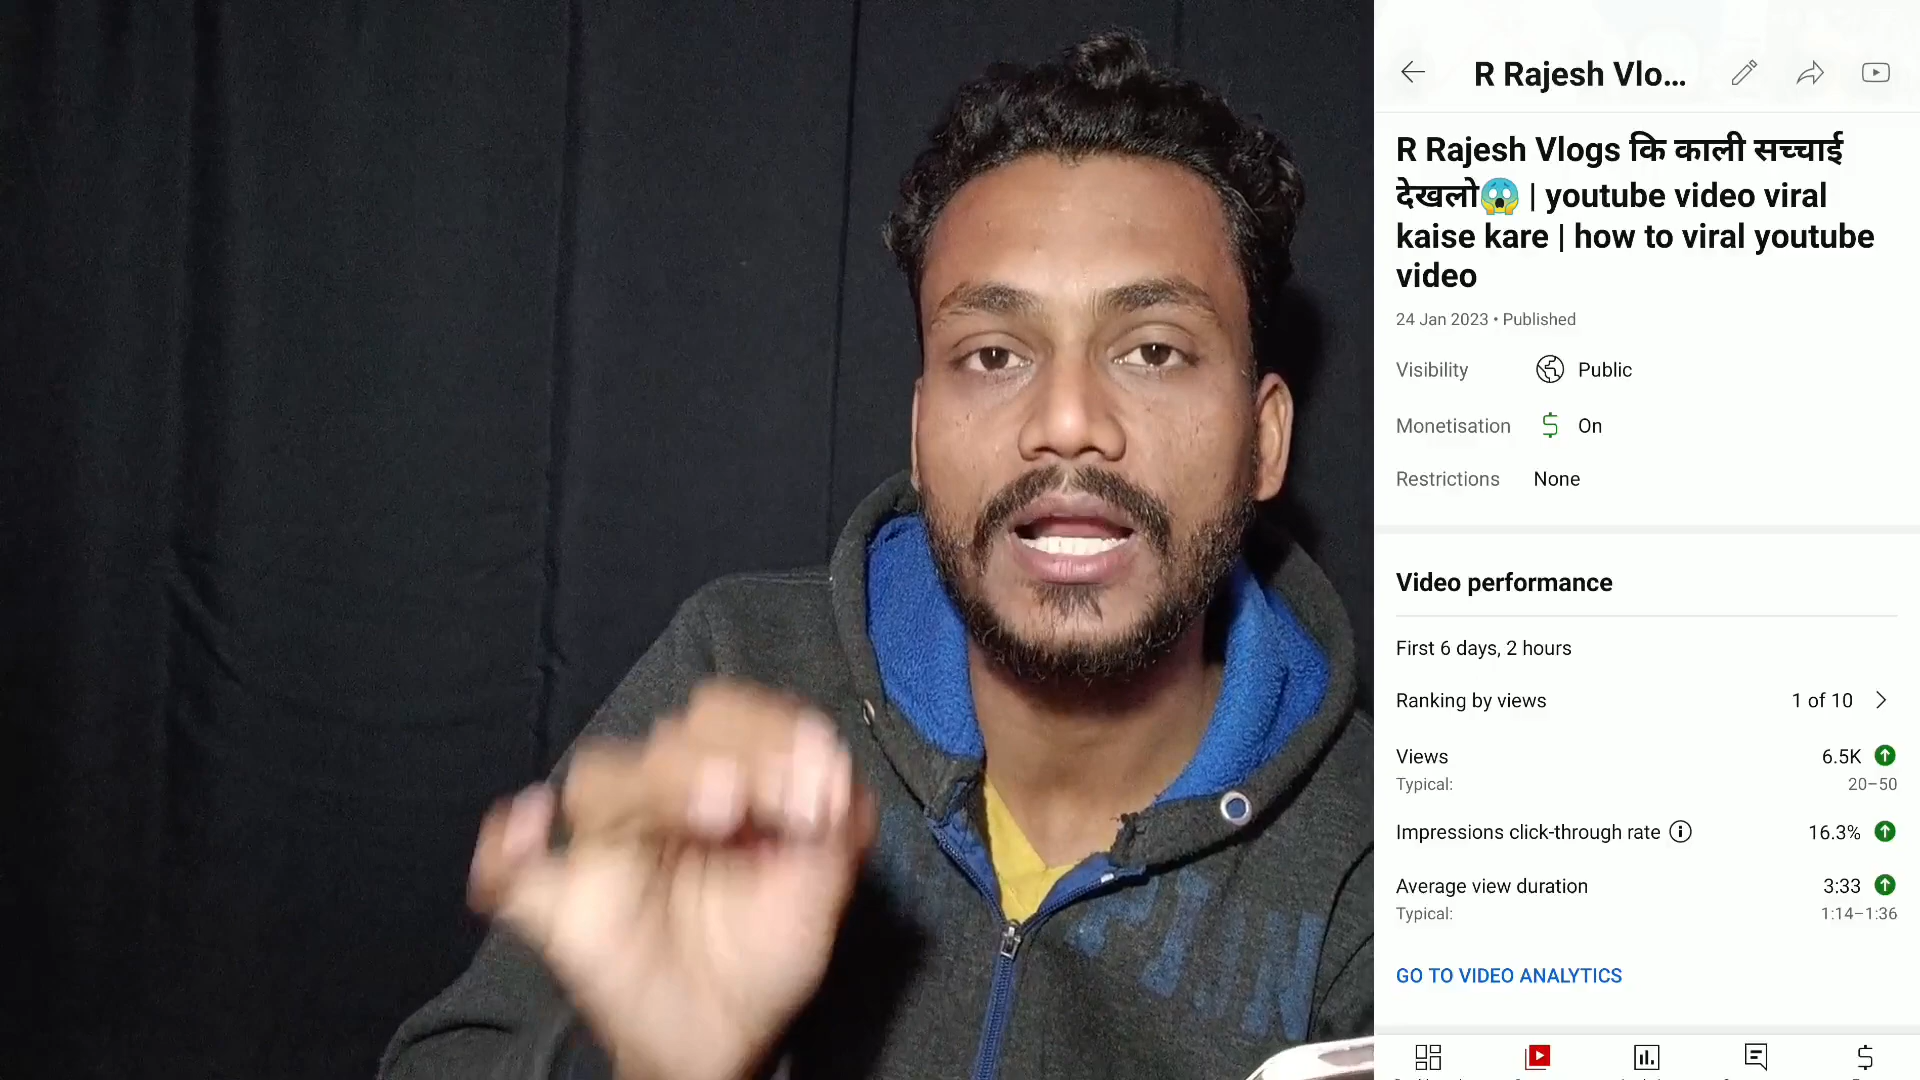 R Rajesh Vlo...
R Rajesh Vlogs कि काली सच्चाई
देखलो😱 | youtube video viral
kaise kare | how to viral youtube
video
24 Jan 2023 • Published
Visibility Public
Monetisation On
Restrictions None
Video performance
First 6 days, 2 hours
Ranking by views 1 of 10
Views 6.5K
Typical: 20–50
Impressions click-through rate 16.3%
Average view duration 3:33
Typical: 1:14–1:36
GO TO VIDEO ANALYTICS